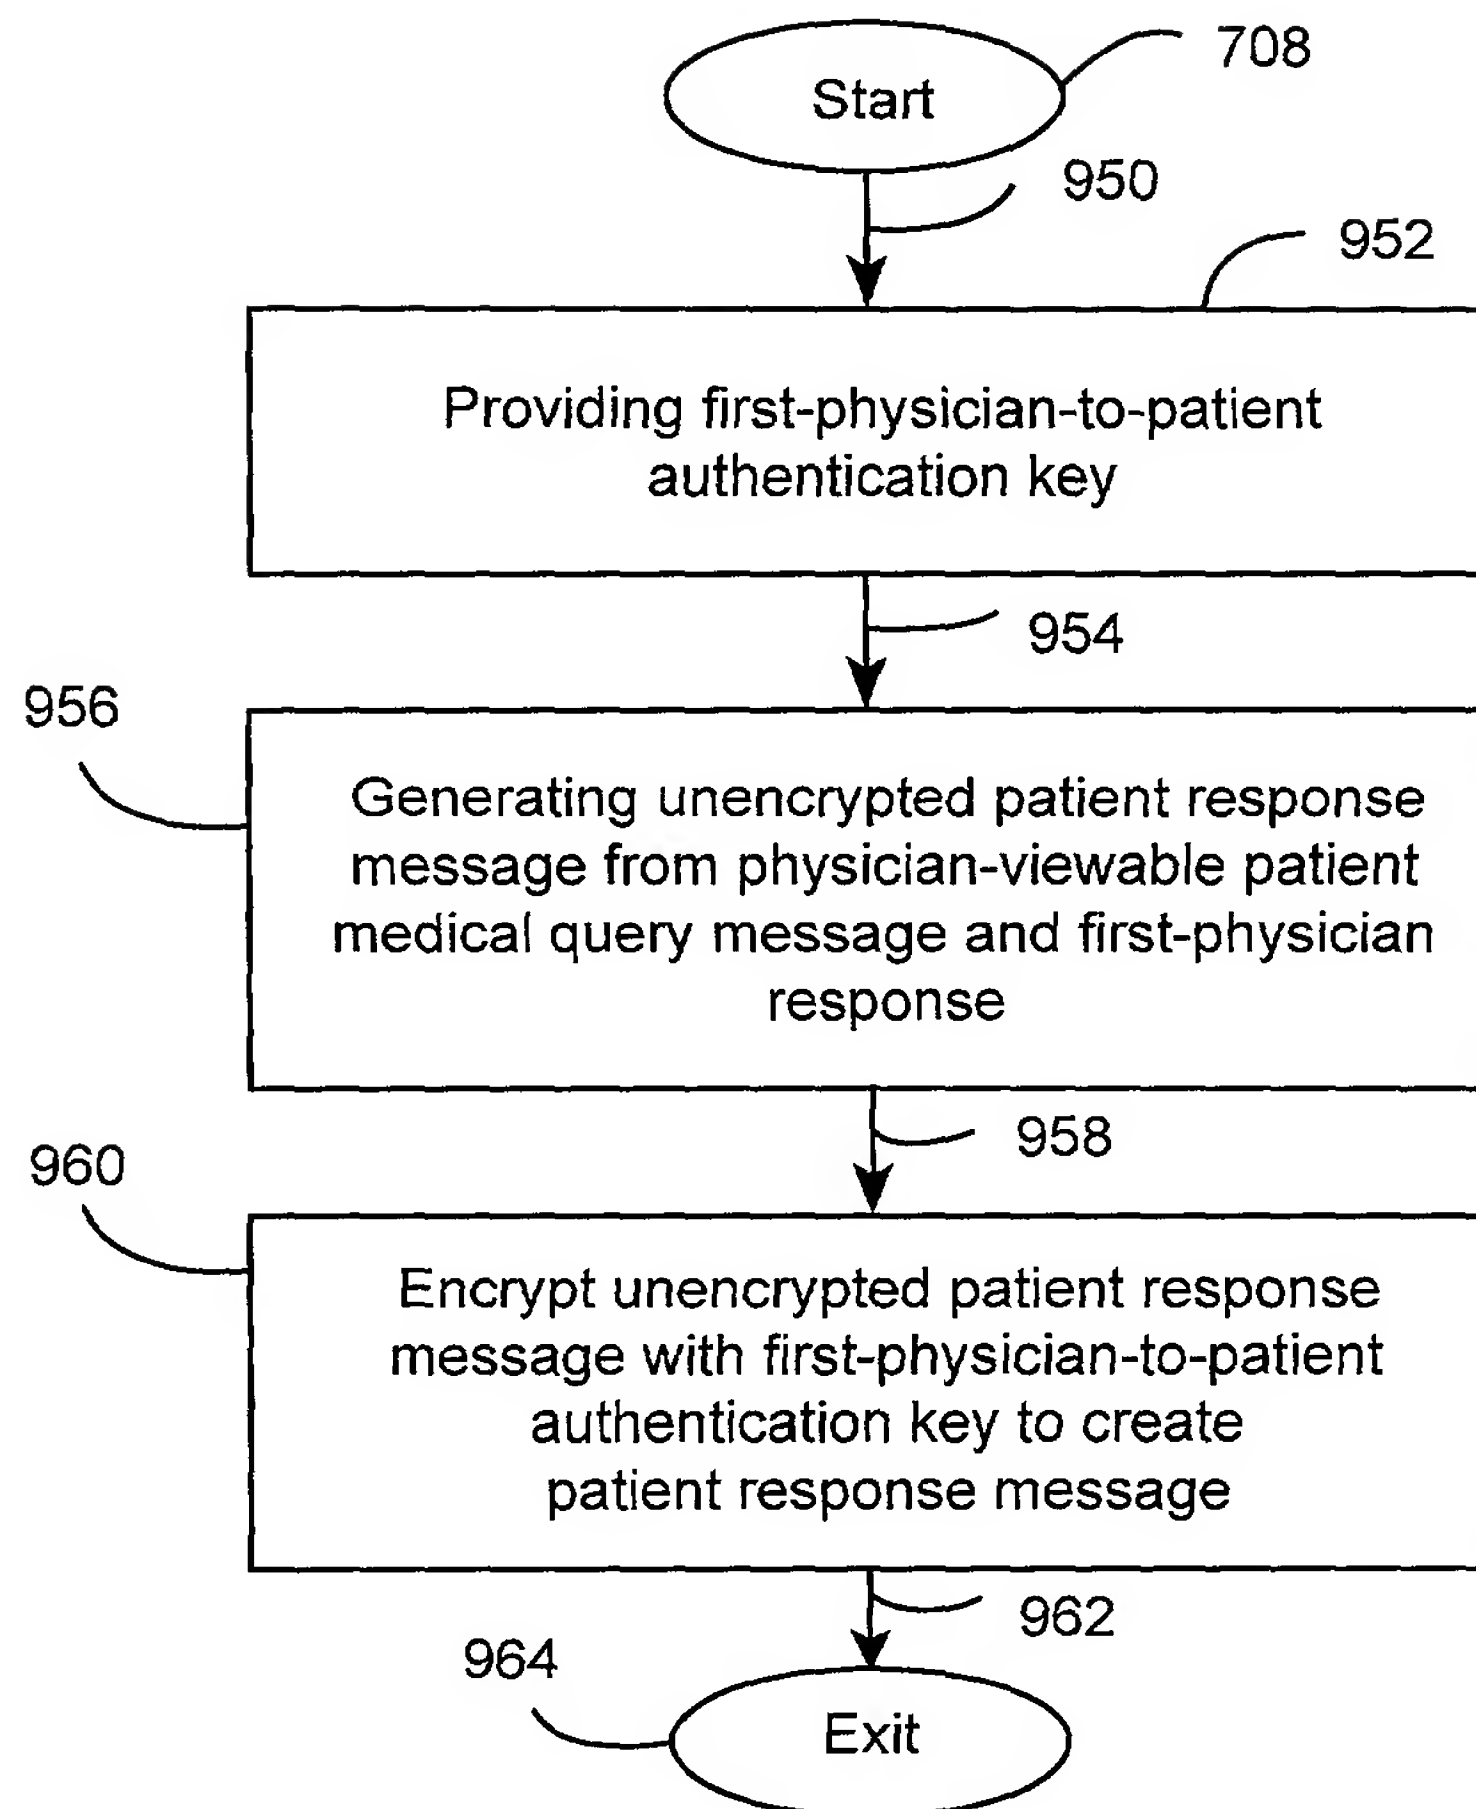 708
Start
950
952
Providing first-physician-to-patient
authentication key
954
956
Generating unencrypted patient response
message from physician-viewable patient
medical query message and first-physician
response
958
960
Encrypt unencrypted patient response
message with first-physician-to-patient
authentication key to create
patient response message
962
964
Exit